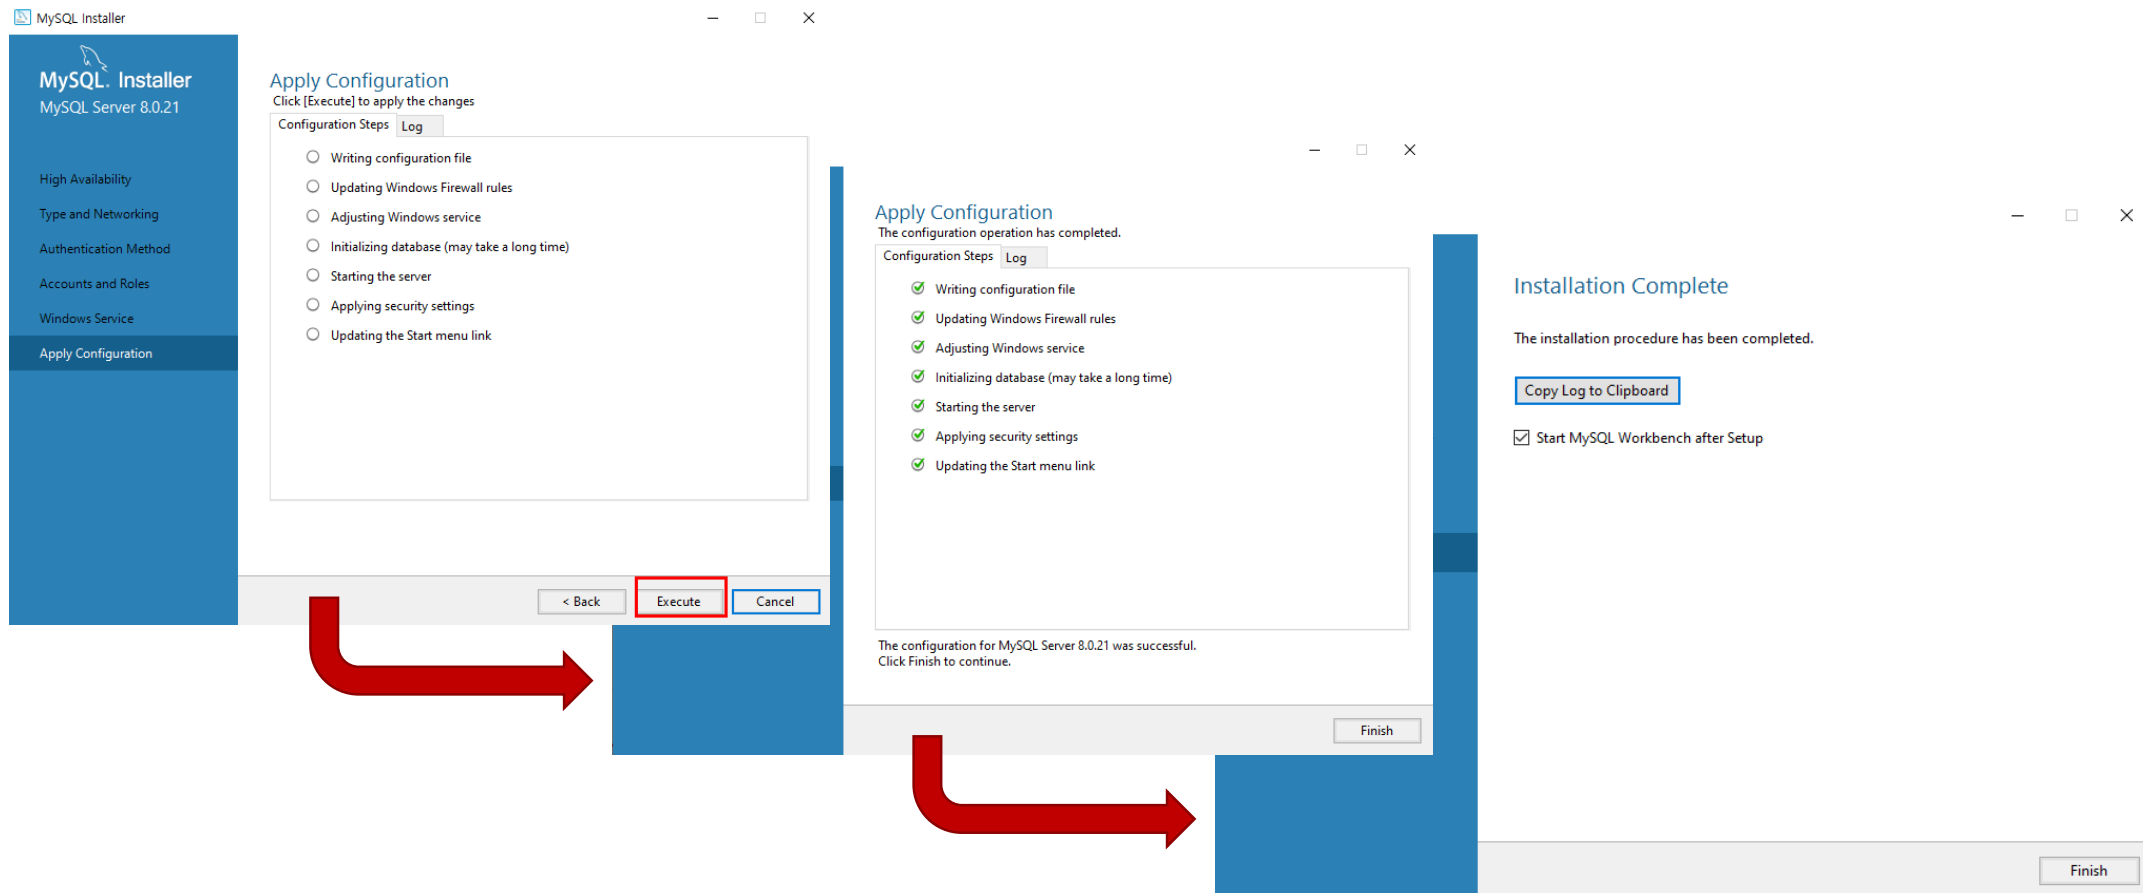 MySQL Installer
MySQL. Installer
MySQL Server 8.0.21
High Availability
Type and Networking
Authentication Method
Accounts and Roles
Windows Service
Apply Configuration
Apply Configuration
Click [Execute] to apply the changes
Configuration Steps Log
Writing configuration file
Updating Windows Firewall rules
Adjusting Windows service
Initializing database (may take a long time)
Starting the server
Applying security settings
Updating the Start menu link
< Back Execute Cancel
Apply Configuration
The configuration operation has completed.
Configuration Steps Log
Writing configuration file
Updating Windows Firewall rules
Adjusting Windows service
Initializing database (may take a long time)
Starting the server
Applying security settings
Updating the Start menu link
The configuration for MySQL Server 8.0.21 was successful.
Click Finish to continue.
Finish
Installation Complete
The installation procedure has been completed.
Copy Log to Clipboard
Start MySQL Workbench after Setup
Finish